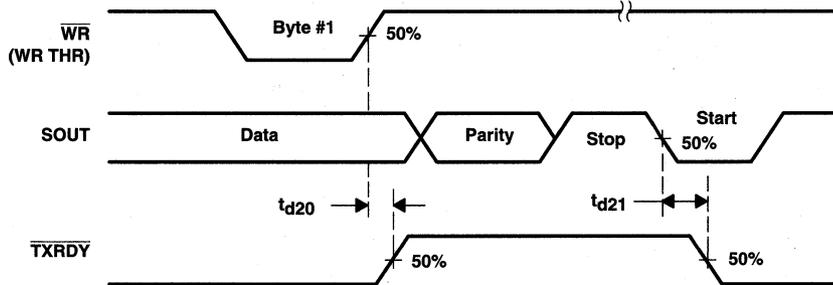 Byte #1
WR
50%
(WR THR)
SOUT
Data
Parity
Stop
Start
50%
td20
td21
TXRDY
50%
50%